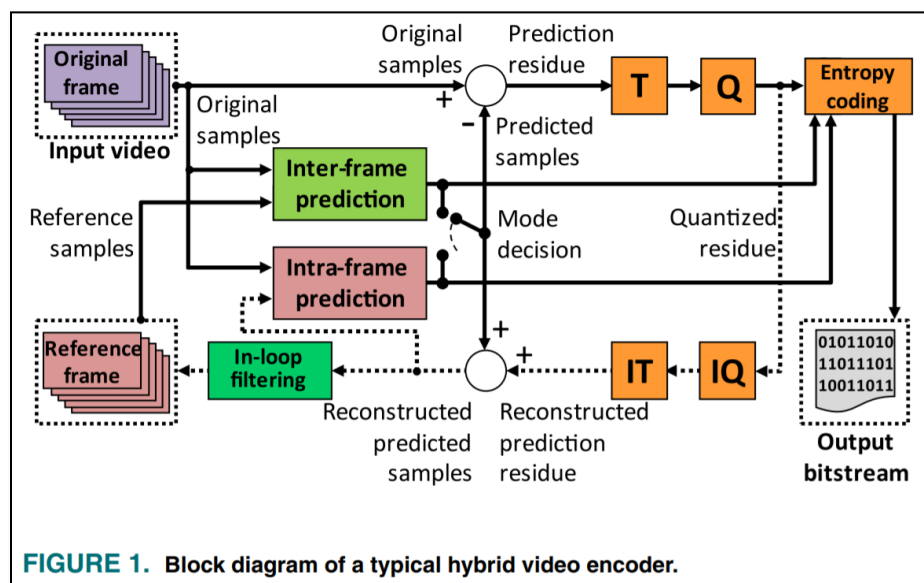 Original
frame
Input video
Original
samples
+
-
Prediction
residue
T
Q
Entropy
coding
Original
samples
Predicted
samples
Inter-frame
prediction
Reference
samples
Mode
decision
Quantized
residue
Intra-frame
prediction
Reference
frame
In-loop
filtering
+
+
IT
IQ
01011010
11011101
10011011
Reconstructed
predicted
samples
Reconstructed
prediction
residue
Output
bitstream
FIGURE 1. Block diagram of a typical hybrid video encoder.